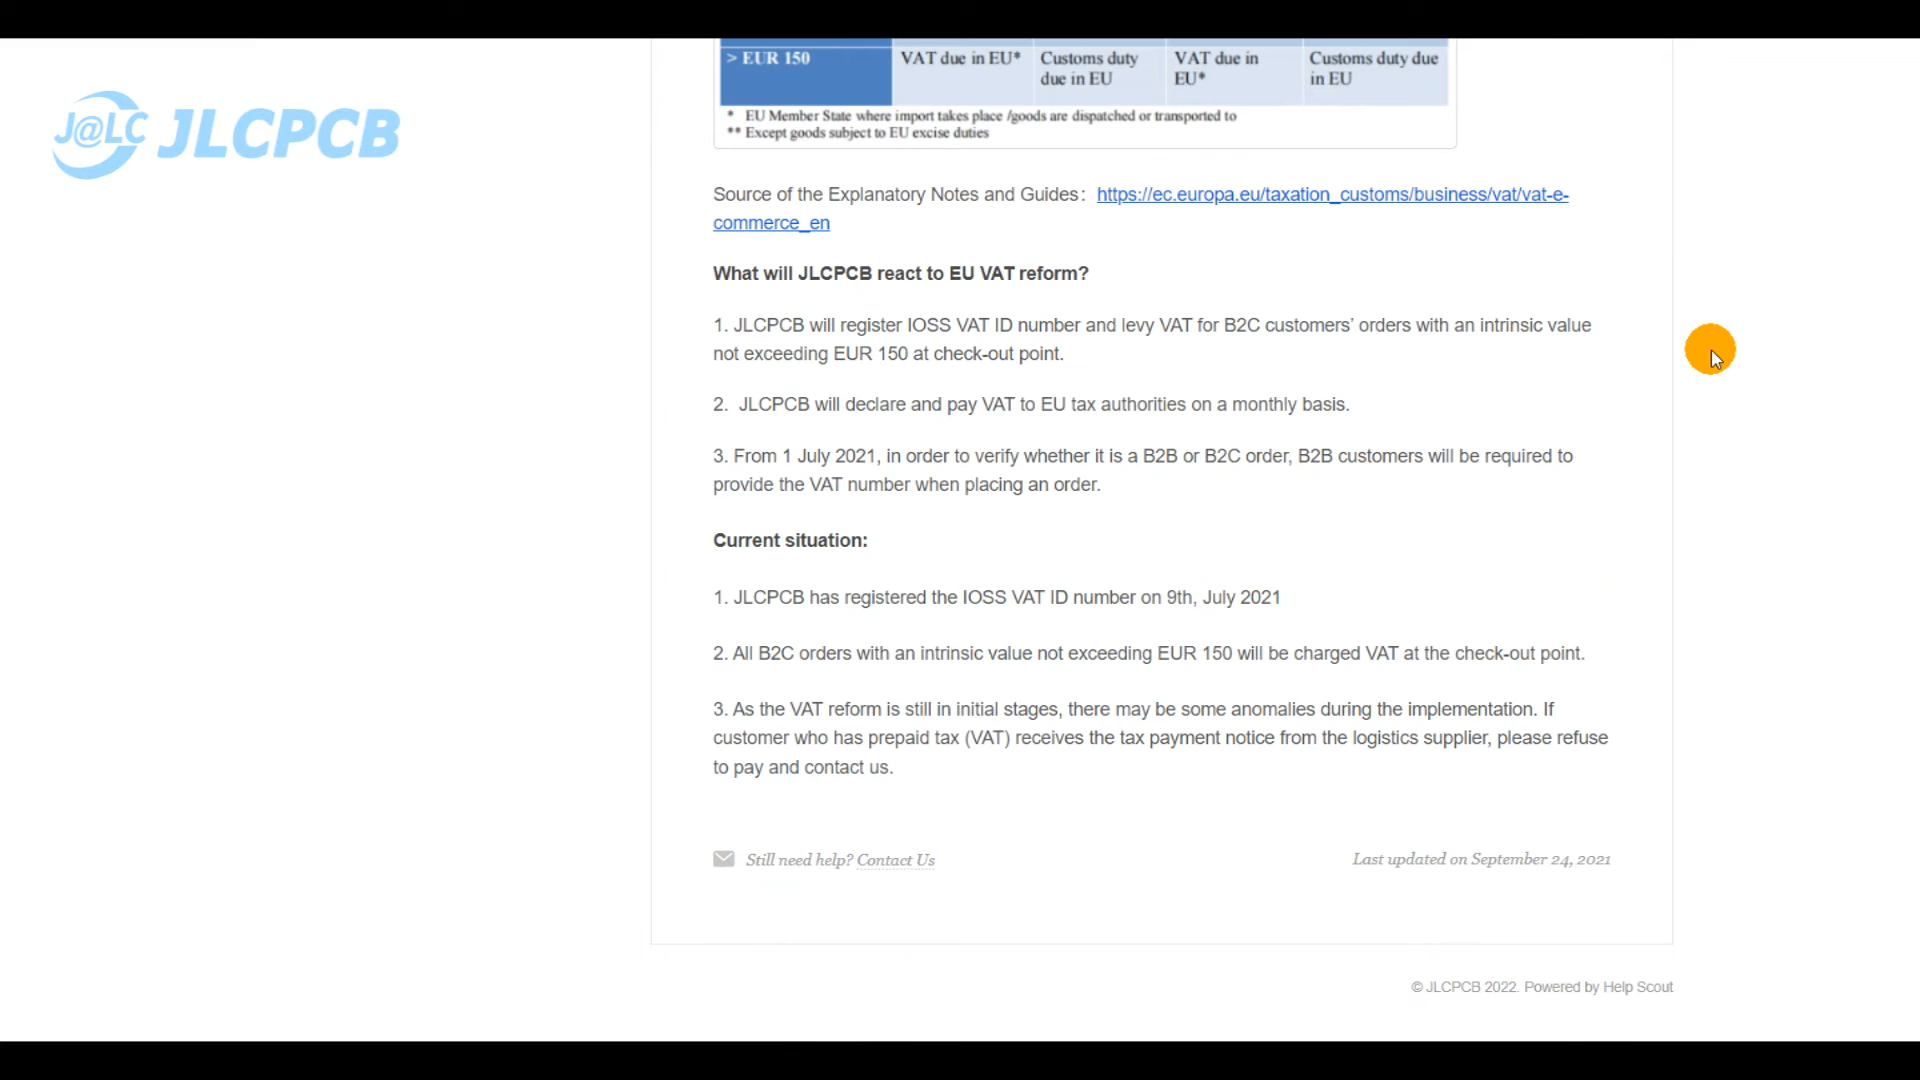 > EUR 150 VAT due in EU* Customs duty VAT due in Customs duty due
due in EU EU* in EU
* EU Member State where import takes place /goods are dispatched or transported to
** Except goods subject to EU excise duties
J@LC JLCPCB
Source of the Explanatory Notes and Guides: https://ec.europa.eu/taxation_customs/business/vat/vat-e-
commerce_en
What will JLCPCB react to EU VAT reform?
1. JLCPCB will register IOSS VAT ID number and levy VAT for B2C customers’ orders with an intrinsic value
not exceeding EUR 150 at check-out point.
2. JLCPCB will declare and pay VAT to EU tax authorities on a monthly basis.
3. From 1 July 2021, in order to verify whether it is a B2B or B2C order, B2B customers will be required to
provide the VAT number when placing an order.
Current situation:
1. JLCPCB has registered the IOSS VAT ID number on 9th, July 2021
2. All B2C orders with an intrinsic value not exceeding EUR 150 will be charged VAT at the check-out point.
3. As the VAT reform is still in initial stages, there may be some anomalies during the implementation. If
customer who has prepaid tax (VAT) receives the tax payment notice from the logistics supplier, please refuse
to pay and contact us.
Still need help? Contact Us Last updated on September 24, 2021
© JLCPCB 2022. Powered by Help Scout